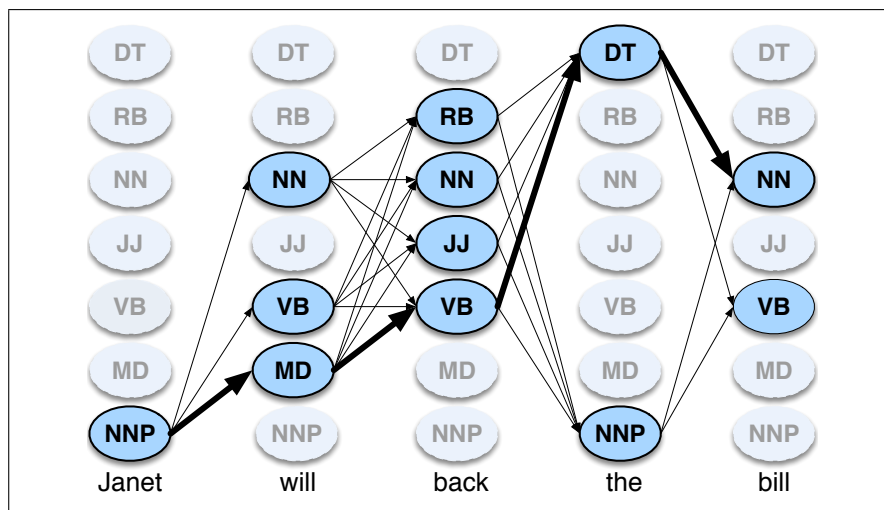 DT DT DT DT DT
RB RB RB RB RB
NN NN NN NN NN
JJ JJ JJ JJ JJ
VB VB VB VB VB
MD MD MD MD MD
NNP NNP NNP NNP NNP
Janet will back the bill